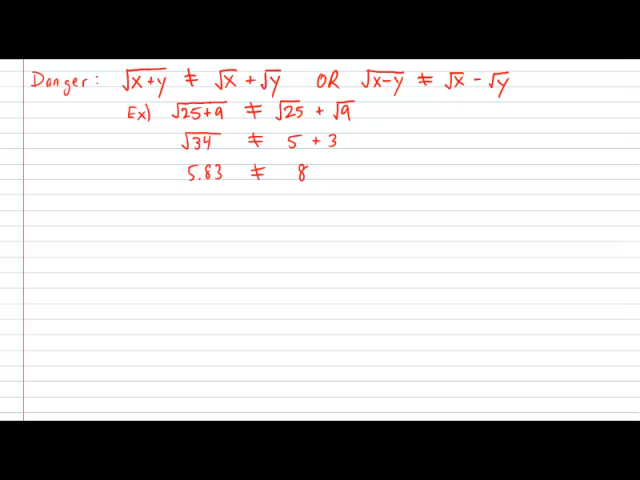 Danger: √x+y ≠ √x + √y OR √x-y ≠ √x - √y
Ex) √25+9 ≠ √25 + √9
√34 ≠ 5 + 3
5.83 ≠ 8